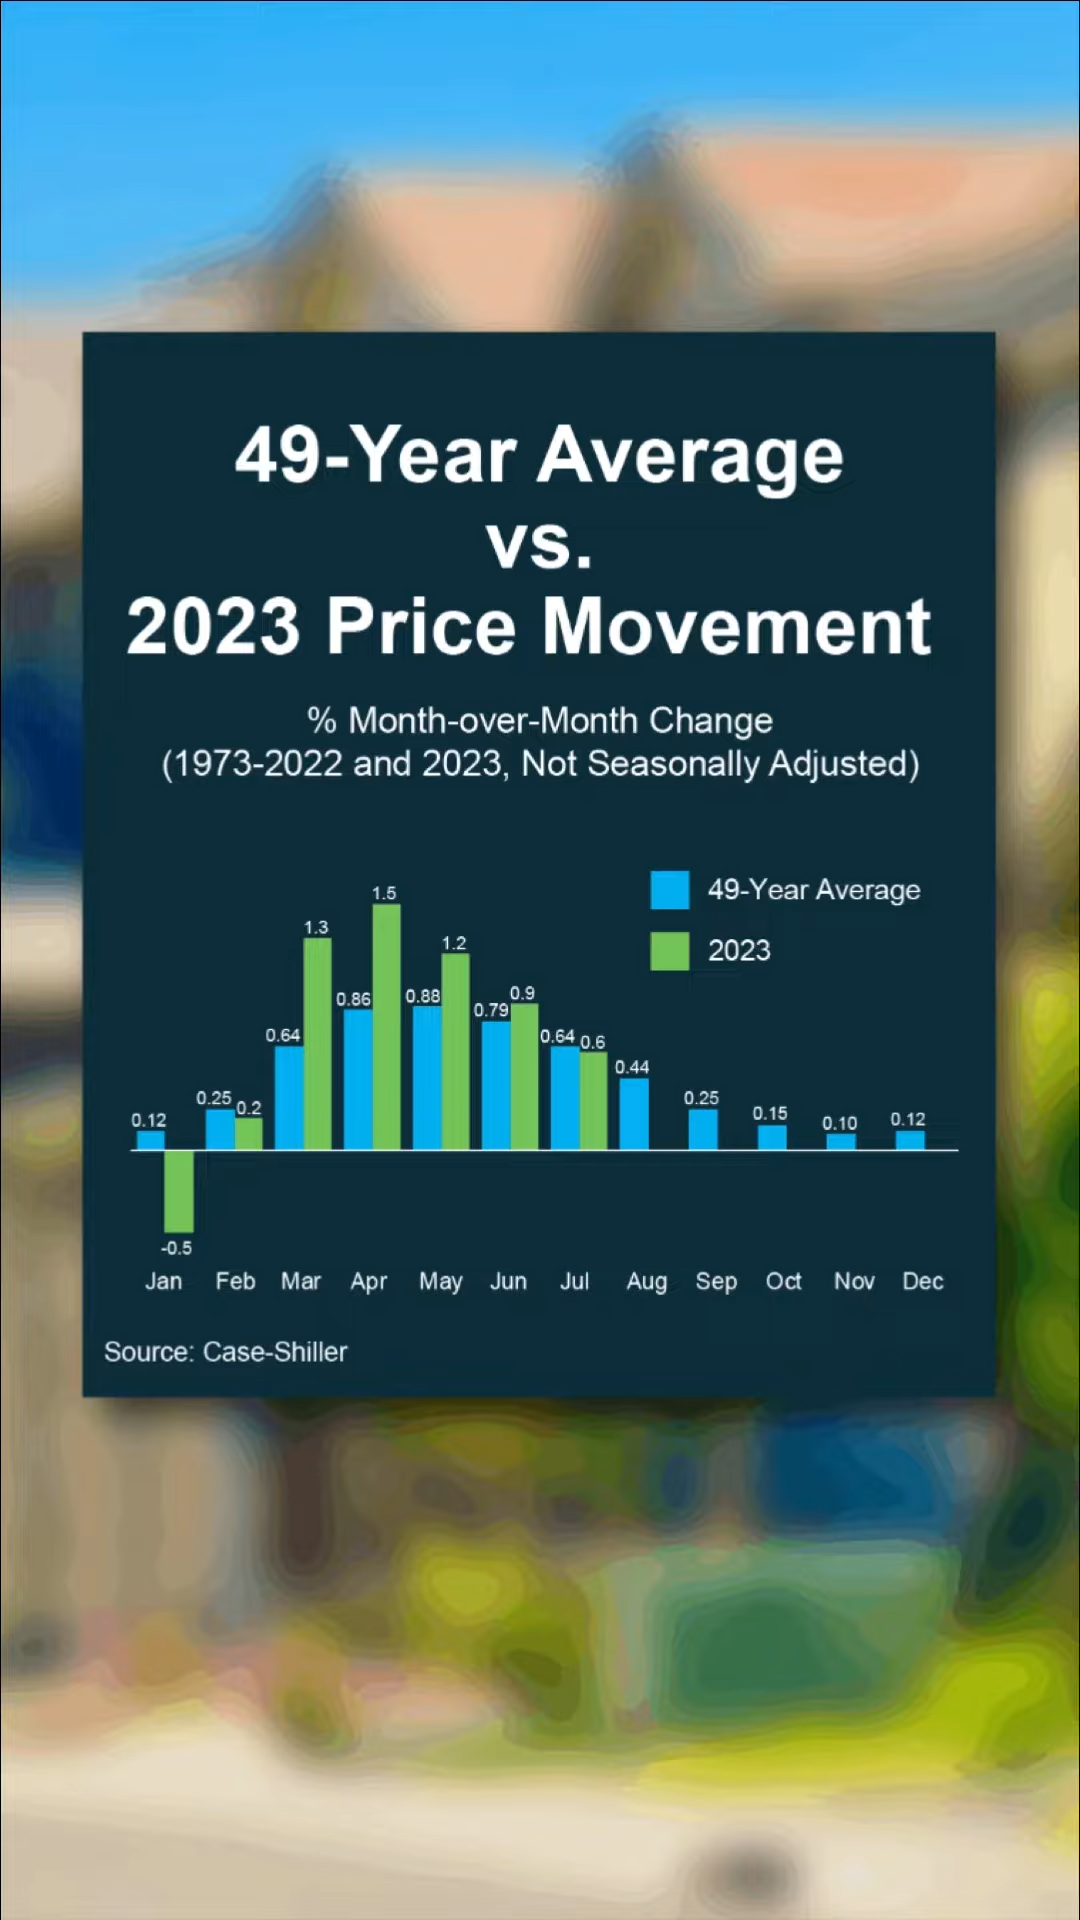 49-Year Average
vs.
2023 Price Movement
% Month-over-Month Change
(1973-2022 and 2023, Not Seasonally Adjusted)
49-Year Average
2023
0.12
-0.5
0.25
0.2
0.64
1.3
0.86
1.5
0.88
1.2
0.79
0.9
0.64
0.6
0.44
0.25
0.15
0.10
0.12
Jan Feb Mar Apr May Jun Jul Aug Sep Oct Nov Dec
Source: Case-Shiller